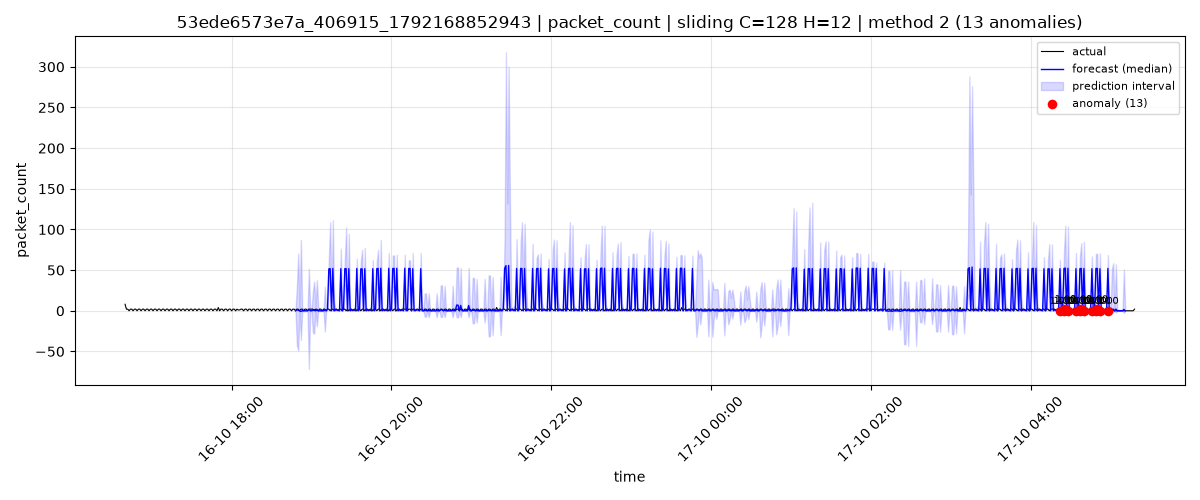 53ede6573e7a_406915_1792168852943 | packet_count | sliding C=128 H=12 | method 2 (13 anomalies)
packet_count
300
250
200
150
100
50
0
−50
actual
forecast (median)
prediction interval
anomaly (13)
16-10 18:00
16-10 20:00
16-10 22:00
17-10 00:00
17-10 02:00
17-10 04:00
time